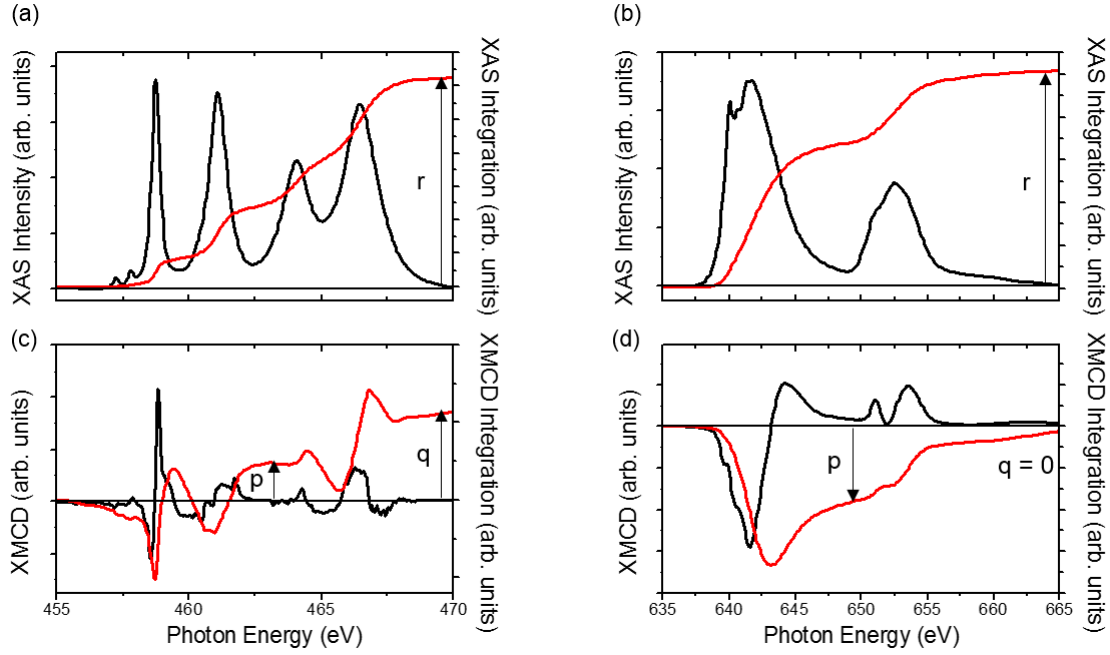 (a)
XAS Intensity (arb. units)
r
XAS Integration (arb. units)
(b)
XAS Intensity (arb. units)
r
XAS Integration (arb. units)
(c)
XMCD (arb. units)
p
q
XMCD Integration (arb. units)
455 460 465 470
Photon Energy (eV)
(d)
XMCD (arb. units)
p
q = 0
XMCD Integration (arb. units)
635 640 645 650 655 660 665
Photon Energy (eV)